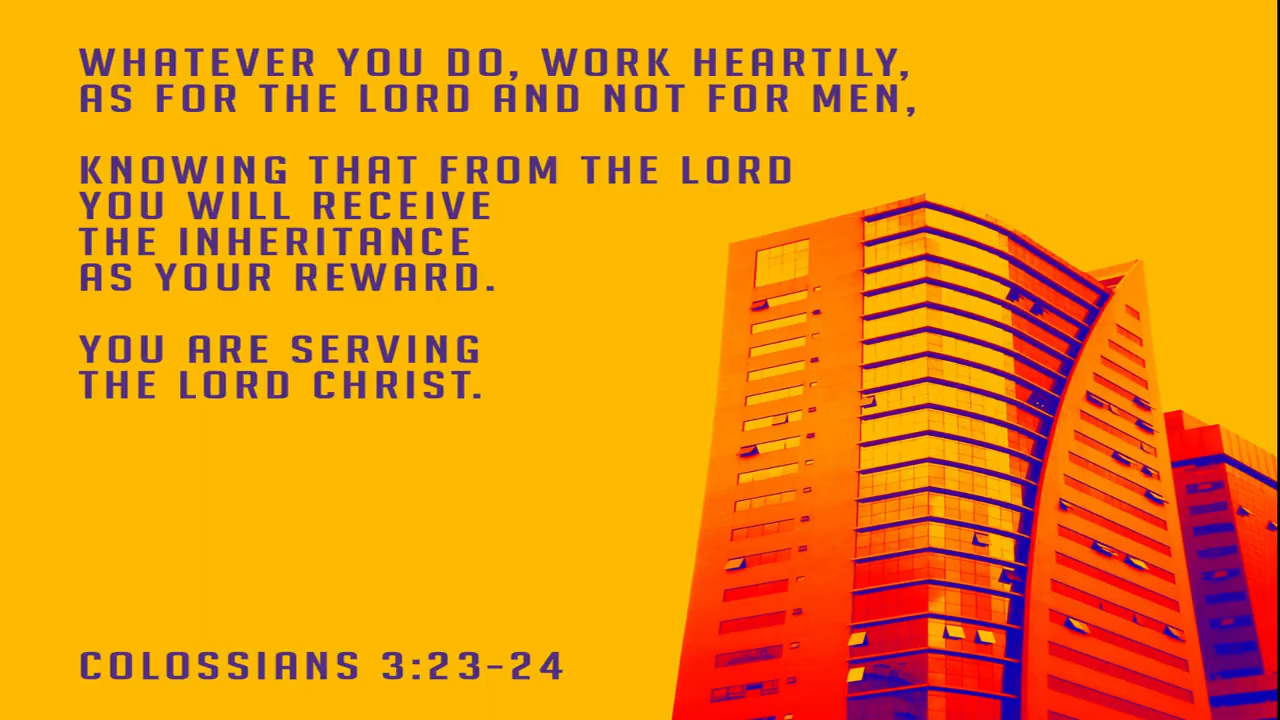 WHATEVER YOU DO, WORK HEARTILY,
AS FOR THE LORD AND NOT FOR MEN,
KNOWING THAT FROM THE LORD
YOU WILL RECEIVE
THE INHERITANCE
AS YOUR REWARD.
YOU ARE SERVING
THE LORD CHRIST.
COLOSSIANS 3:23-24